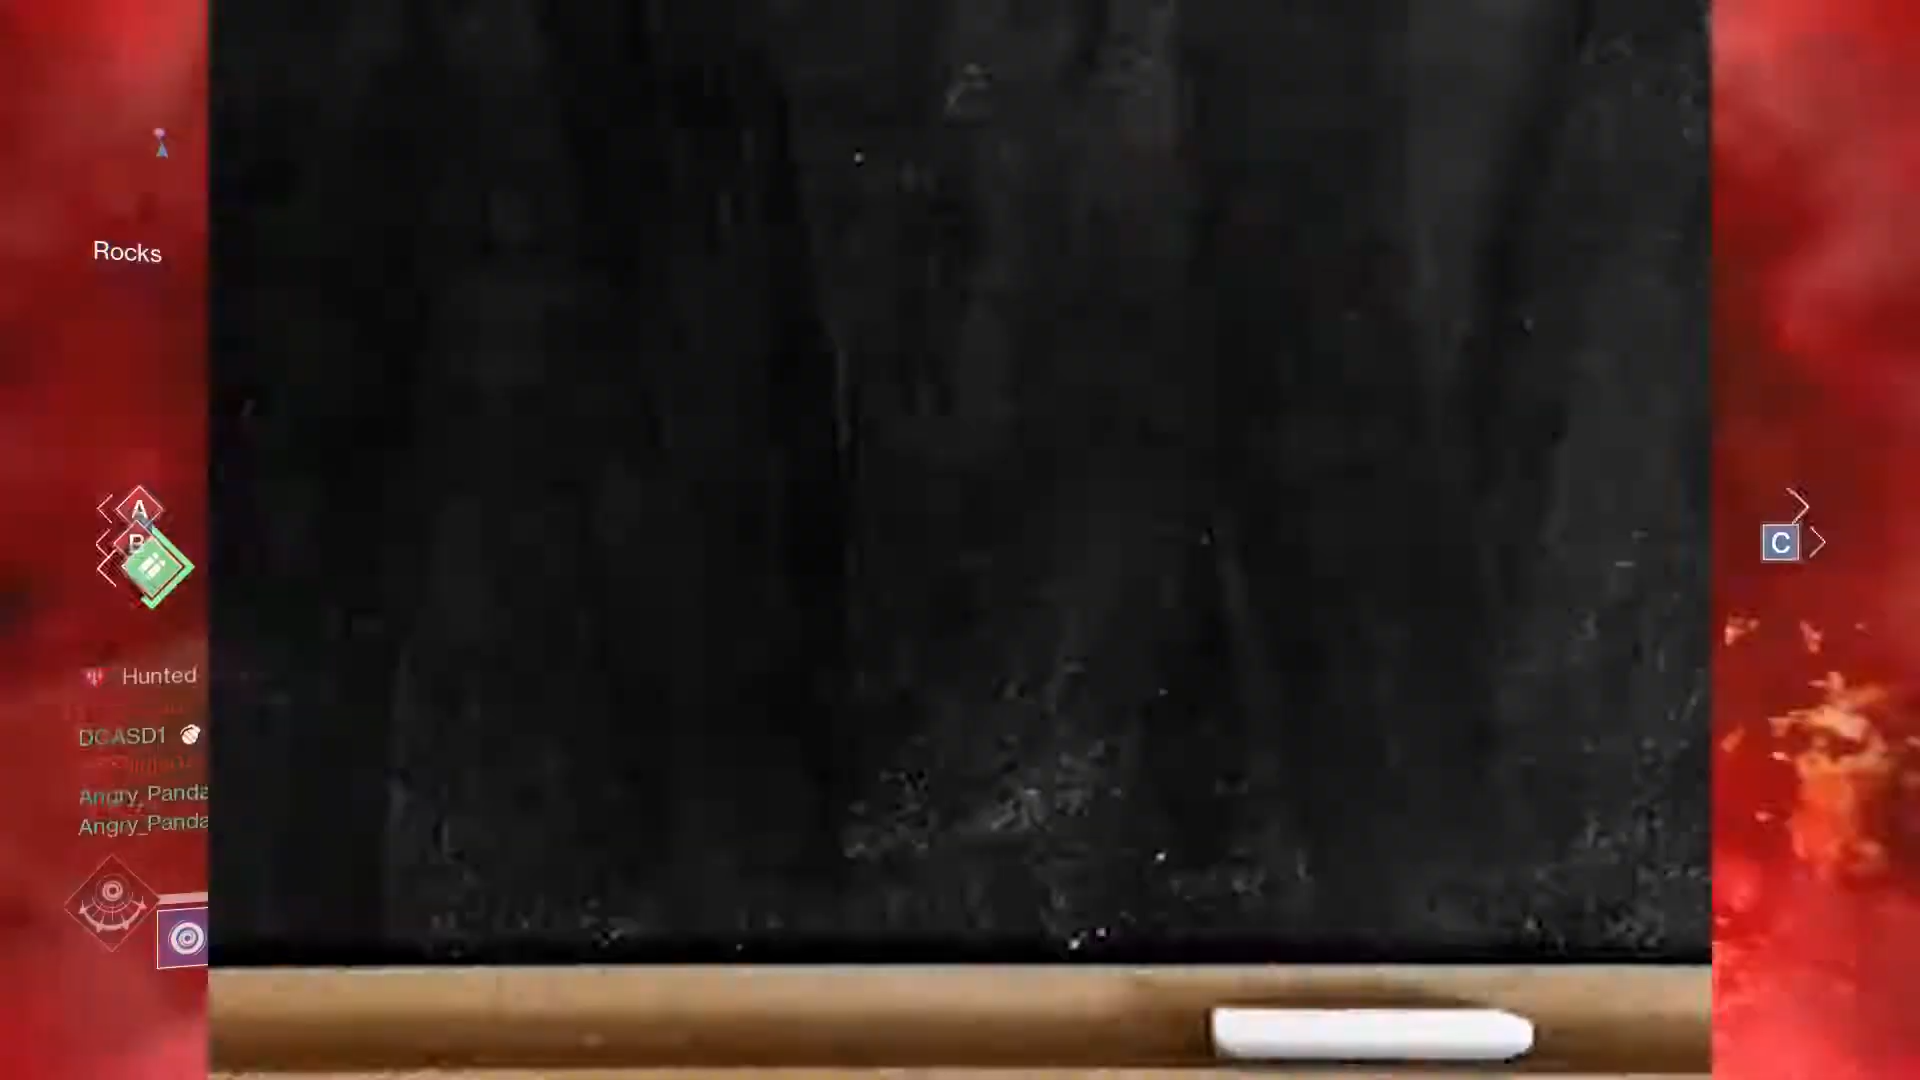 Rocks
A
B
C
Hunted
DCASD1
Angry_Panda
Angry_Panda